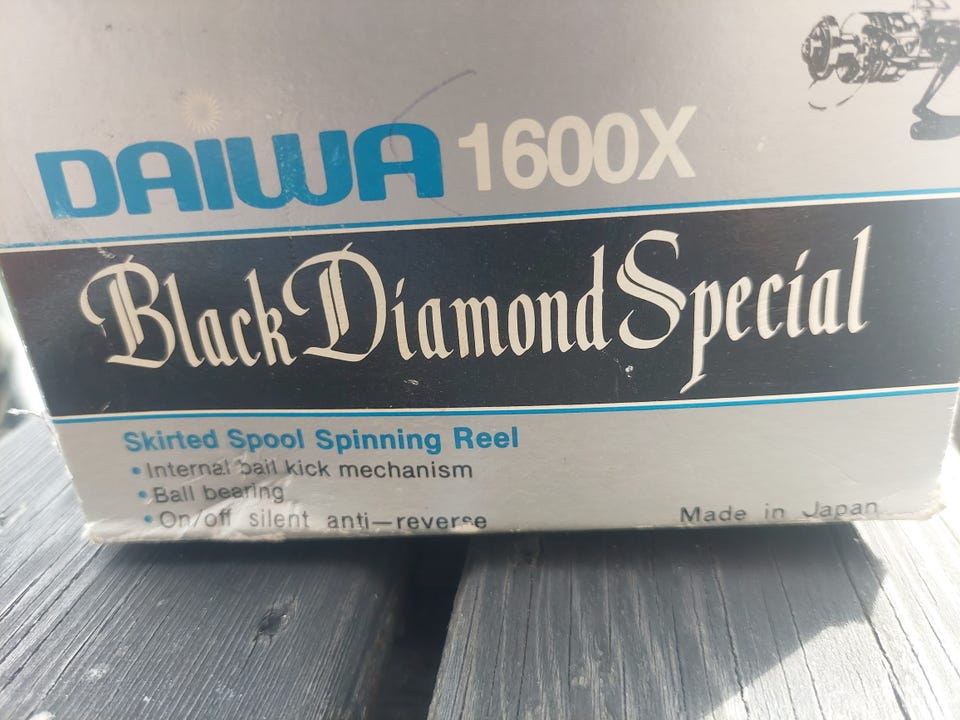 DAIWA 1600X
Black Diamond Special
Skirted Spool Spinning Reel
• Internal bail kick mechanism
• Ball bearing
• On/off silent anti-reverse
Made in Japan